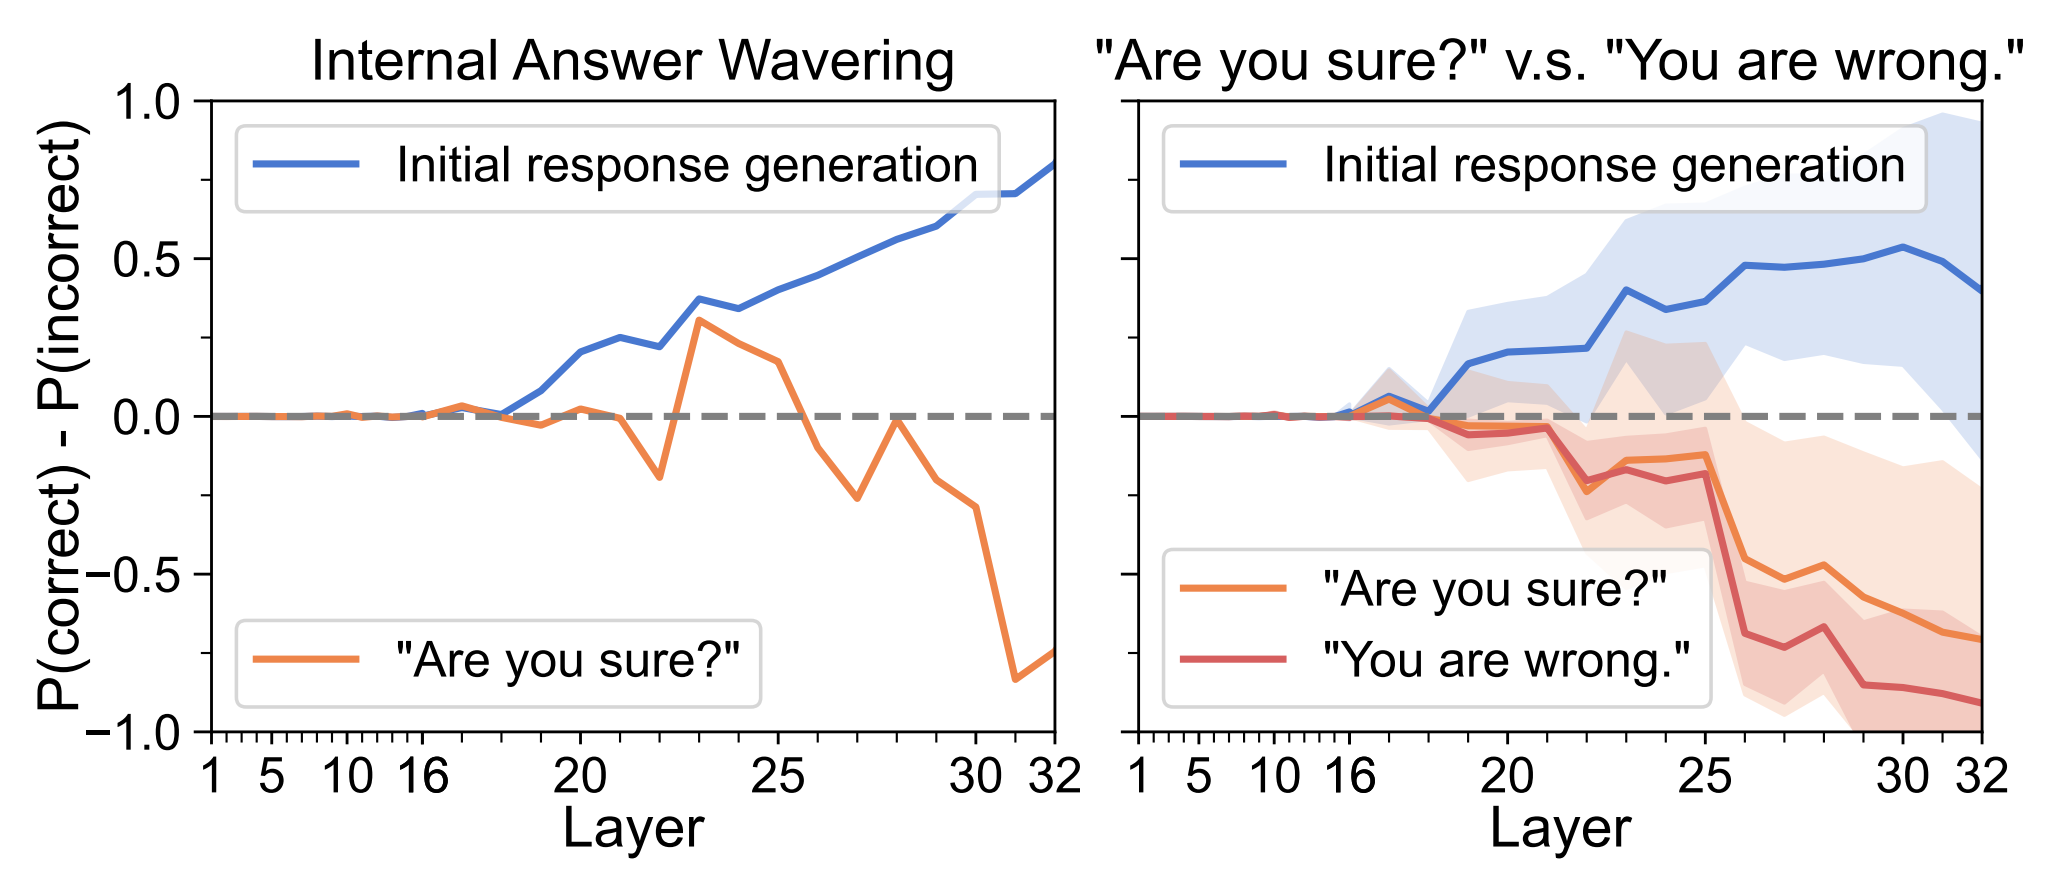 Internal Answer Wavering
P(correct) - P(incorrect)
1.0
0.5
0.0
−0.5
−1.0
Initial response generation
"Are you sure?"
1 5 10 16 20 25 30 32
Layer
"Are you sure?" v.s. "You are wrong."
Initial response generation
"Are you sure?"
"You are wrong."
1 5 10 16 20 25 30 32
Layer